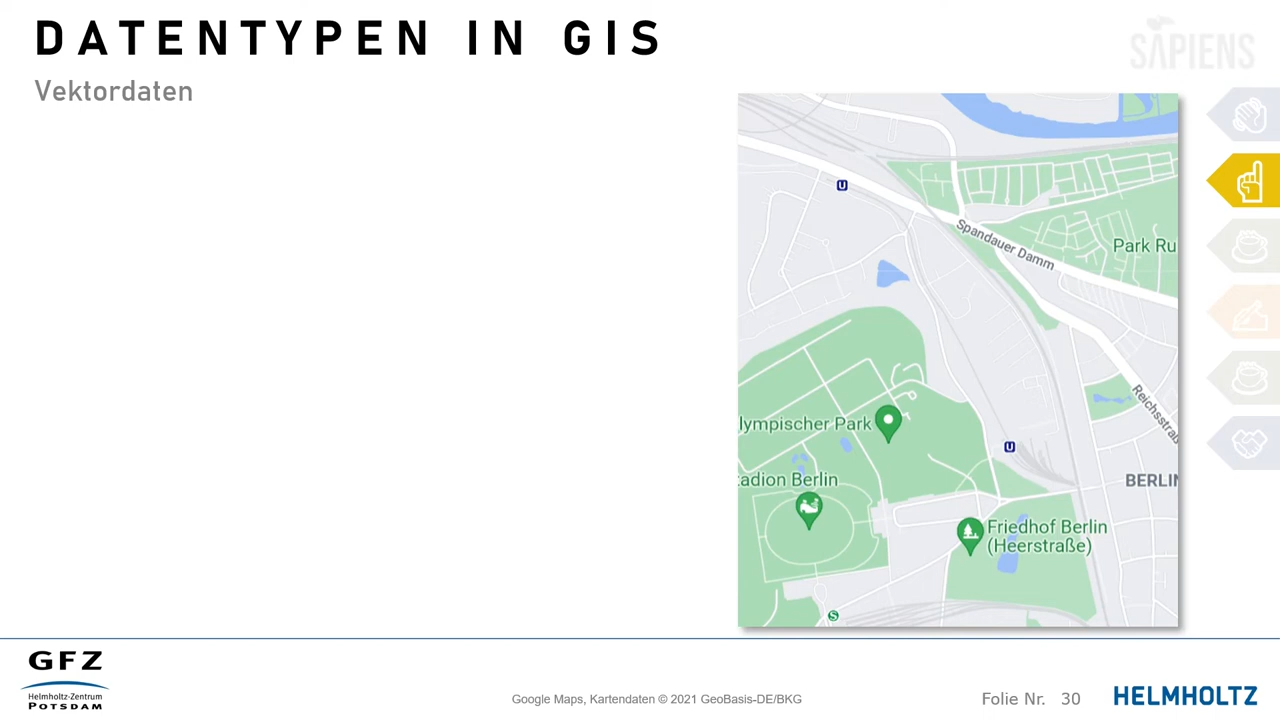 DATENTYPEN IN GIS
Vektordaten
SAPIENS
U
Spandauer Damm
Park Ru
Reichsstraß
lympischer Park
U
tadion Berlin
BERLIN
Friedhof Berlin
(Heerstraße)
S
GFZ
Helmholtz-Zentrum
POTSDAM
Google Maps, Kartendaten © 2021 GeoBasis-DE/BKG
Folie Nr. 30
HELMHOLTZ